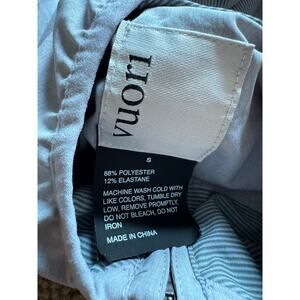 vuori
S
88% POLYESTER
12% ELASTANE
MACHINE WASH COLD WITH
LIKE COLORS, TUMBLE DRY
LOW, REMOVE PROMPTLY,
DO NOT BLEACH, DO NOT
IRON
MADE IN CHINA